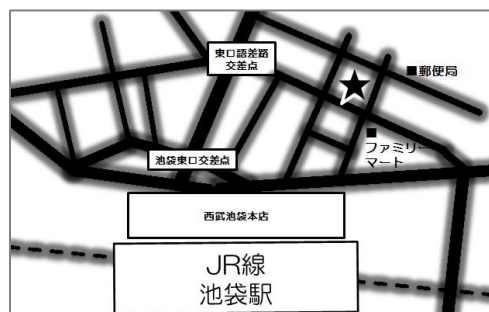 東口語差路
交差点
■郵便局
■
ファミリー
マート
池袋東口交差点
西武池袋本店
JR線
池袋駅